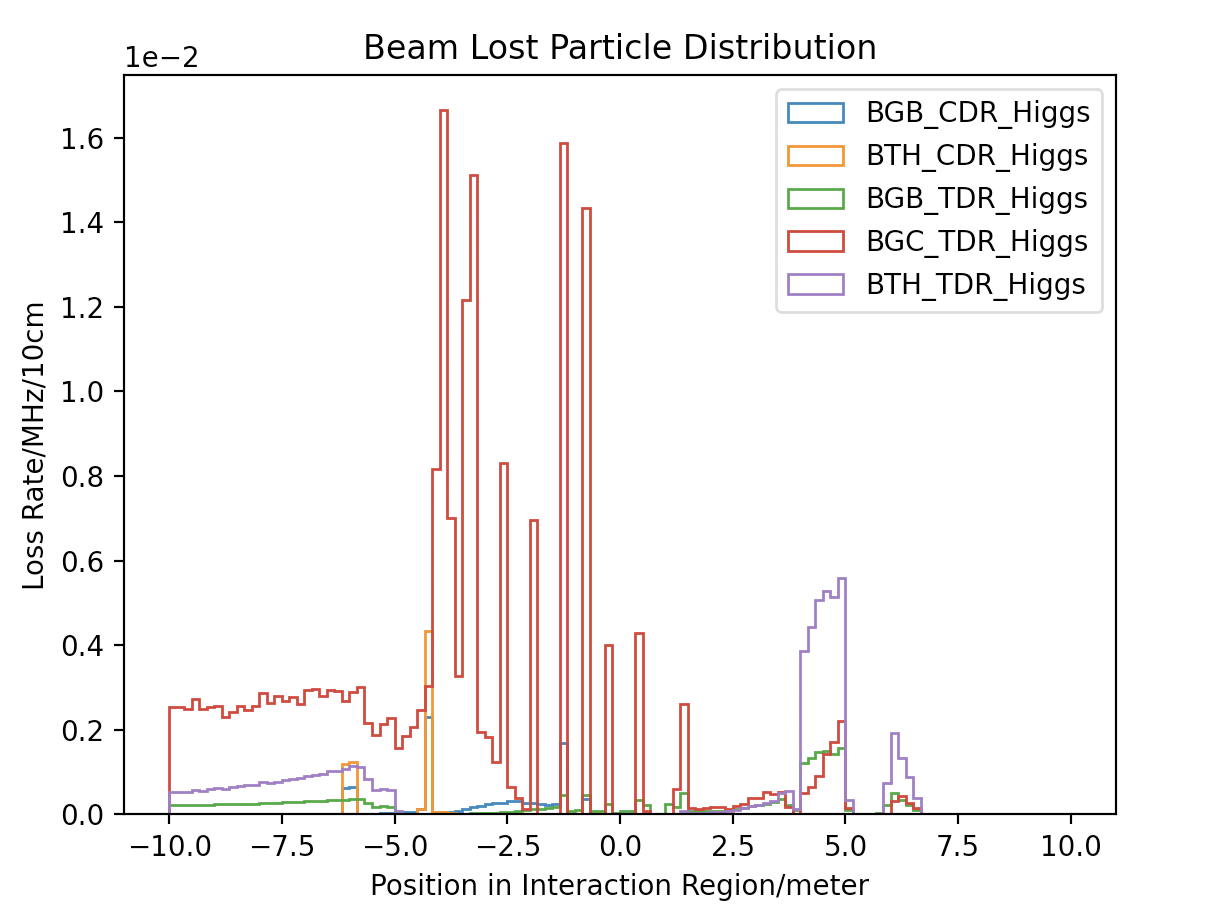 Beam Lost Particle Distribution
1e−2
BGB_CDR_Higgs
BTH_CDR_Higgs
BGB_TDR_Higgs
BGC_TDR_Higgs
BTH_TDR_Higgs
1.6
1.4
1.2
1.0
0.8
0.6
0.4
0.2
0.0
Loss Rate/MHz/10cm
−10.0 −7.5 −5.0 −2.5 0.0 2.5 5.0 7.5 10.0
Position in Interaction Region/meter